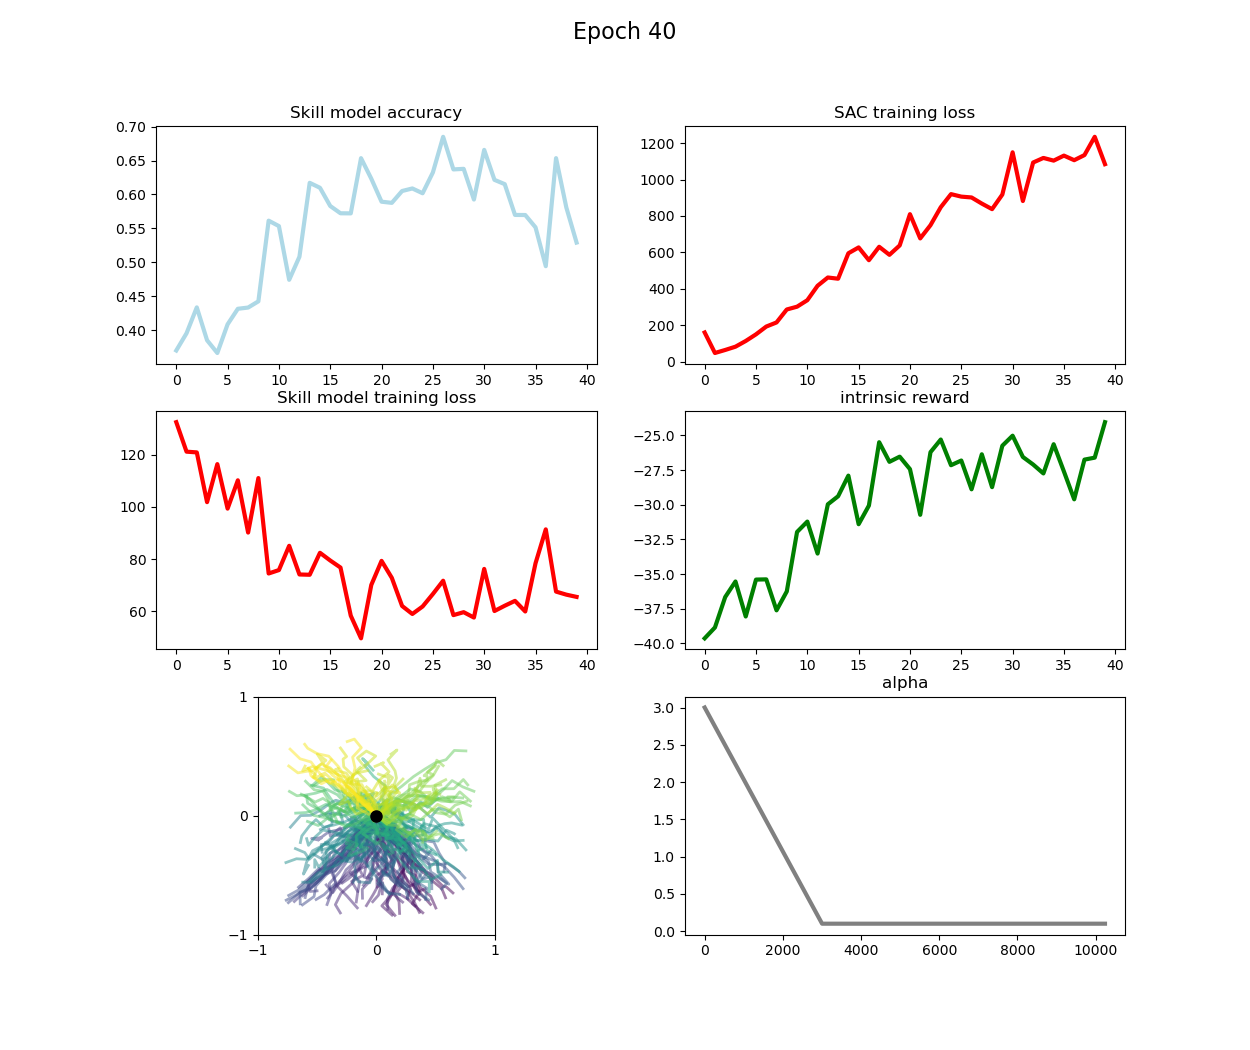 Epoch 40
Skill model accuracy
0.70
0.65
0.60
0.55
0.50
0.45
0.40
0 5 10 15 20 25 30 35 40
SAC training loss
1200
1000
800
600
400
200
0
0 5 10 15 20 25 30 35 40
Skill model training loss
120
100
80
60
0 5 10 15 20 25 30 35 40
intrinsic reward
−25.0
−27.5
−30.0
−32.5
−35.0
−37.5
−40.0
0 5 10 15 20 25 30 35 40
1
0
−1
−1 0 1
alpha
3.0
2.5
2.0
1.5
1.0
0.5
0.0
0 2000 4000 6000 8000 10000